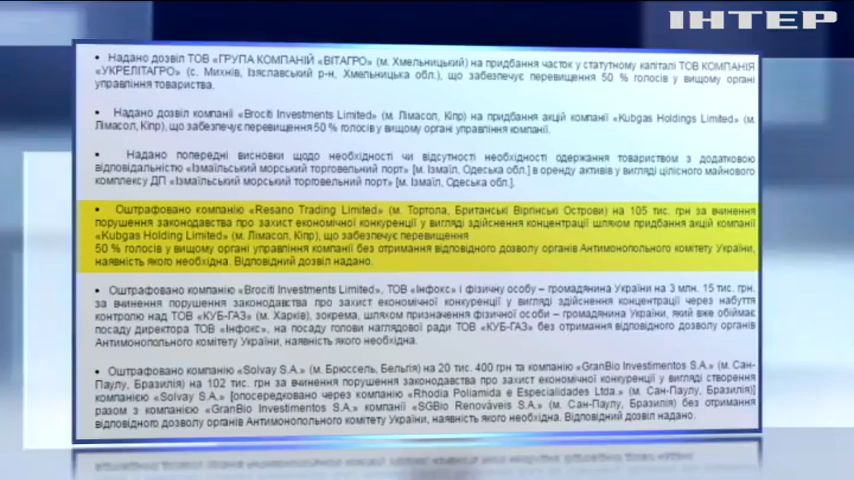 ІНТЕР
• Надано дозвіл ТОВ «ГРУПА КОМПАНІЙ «ВІТАГРО» (м. Хмельницький) на придбання часток у статутному капіталі ТОВ КОМПАНІЯ
«УКРЕЛІТАГРО» (с. Михнів, Ізяславський р-н, Хмельницька обл.), що забезпечує перевищення 50 % голосів у вищому органі
управління товариства.
• Надано дозвіл компанії «Brociti Investments Limited» (м. Лімасол, Кіпр) на придбання акцій компанії «Kubgas Holdings Limited» (м.
Лімасол, Кіпр), що забезпечує перевищення 50 % голосів у вищому органі управління компанії.
• Надано попередні висновки щодо необхідності чи відсутності необхідності одержання товариством з додатковою
відповідальністю «Ізмаїльський морський торговельний порт» [м. Ізмаїл, Одеська обл.] в оренду активів у вигляді цілісного майнового
комплексу ДП «Ізмаїльський морський торговельний порт» [м. Ізмаїл, Одеська обл.].
• Оштрафовано компанію «Resano Trading Limited» (м. Тортола, Британські Віргінські Острови) на 105 тис. грн за вчинення
порушення законодавства про захист економічної конкуренції у вигляді здійснення концентрації шляхом придбання акцій компанії
«Kubgas Holding Limited» (м. Лімасол, Кіпр), що забезпечує перевищення
50 % голосів у вищому органі управління компанії без отримання відповідного дозволу органів Антимонопольного комітету України,
наявність якого необхідна. Відповідний дозвіл надано.
• Оштрафовано компанію «Brociti Investments Limited», ТОВ «Інфокс» і фізичну особу – громадянина України на 3 млн. 15 тис. грн.
за вчинення порушення законодавства про захист економічної конкуренції у вигляді здійснення концентрації через набуття
контролю над ТОВ «КУБ-ГАЗ» (м. Харків), зокрема, шляхом призначення фізичної особи – громадянина України, який вже обіймає
посаду директора ТОВ «Інфокс», на посаду голови наглядової ради ТОВ «КУБ-ГАЗ» без отримання відповідного дозволу органів
Антимонопольного комітету України, наявність якого необхідна.
• Оштрафовано компанію «Solvay S.A.» (м. Брюссель, Бельгія) на 20 тис. 400 грн та компанію «GranBio Investimentos S.A.» (м. Сан-
Паулу, Бразилія) на 102 тис. грн за вчинення порушення законодавства про захист економічної конкуренції у вигляді створення
компанією «Solvay S.A.» [опосередковано через компанію «Rhodia Poliamida e Especialidades Ltda.» (м. Сан-Паулу, Бразилія)]
разом з компанією «GranBio Investimentos S.A.» компанії «SGBio Renováveis S.A.» (м. Сан-Паулу, Бразилія) без отримання
відповідного дозволу органів Антимонопольного комітету України, наявність якого необхідна. Відповідний дозвіл надано.